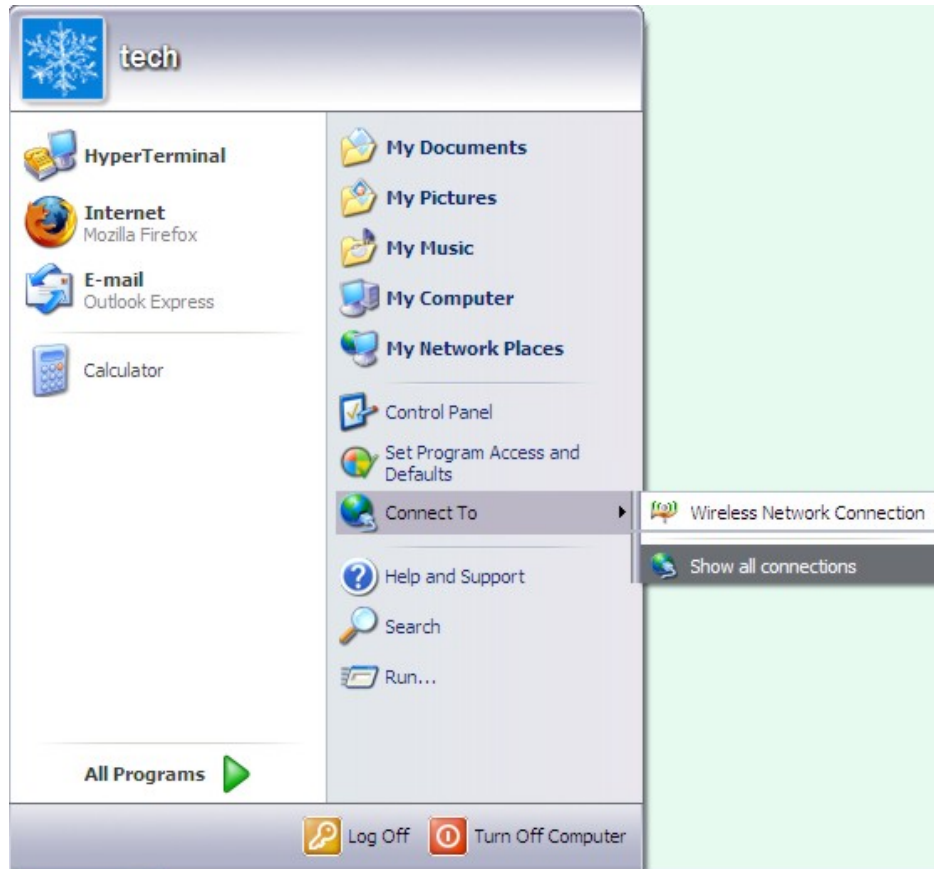 tech
HyperTerminal
Internet
Mozilla Firefox
E-mail
Outlook Express
Calculator
All Programs
My Documents
My Pictures
My Music
My Computer
My Network Places
Control Panel
Set Program Access and
Defaults
Connect To
Wireless Network Connection
Show all connections
Help and Support
Search
Run...
Log Off
Turn Off Computer